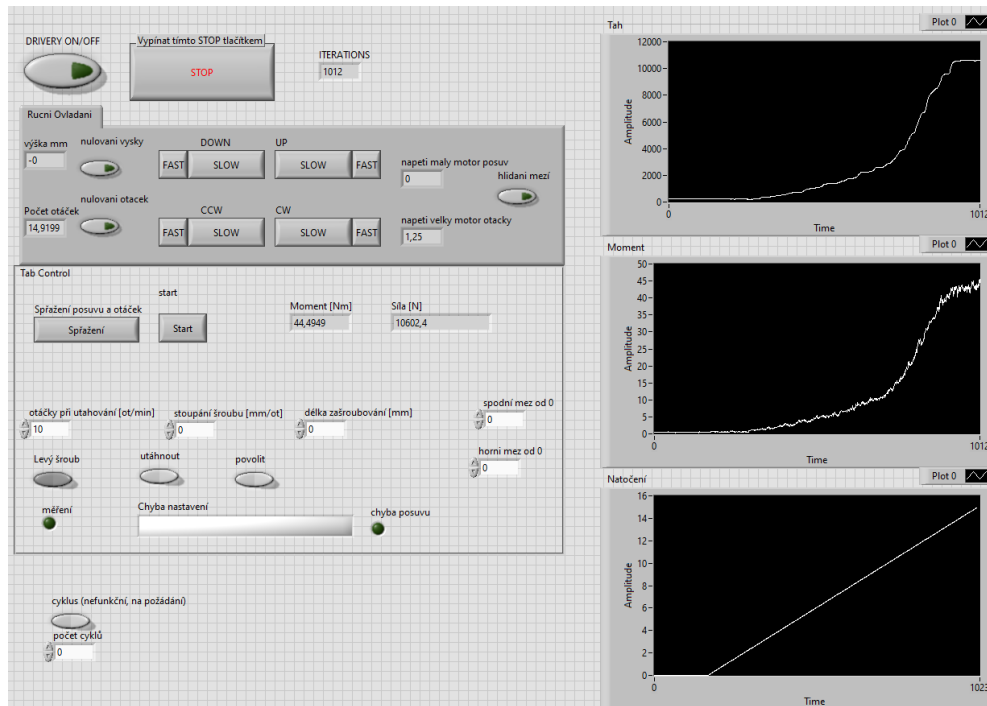 DRIVERY ON/OFF
Vypínat tímto STOP tlačítkem
STOP
ITERATIONS
1012
Rucni Ovladani
výška mm
-0
nulovani vysky
DOWN
UP
FAST
SLOW
SLOW
FAST
napeti maly motor posuv
0
hlidani mezí
Počet otáček
14,9199
nulovani otacek
CCW
CW
FAST
SLOW
SLOW
FAST
napeti velky motor otacky
1,25
Tab Control
start
Spřažení posuvu a otáček
Spřažení
Start
Moment [Nm]
44,4949
Síla [N]
10602,4
otáčky při utahování [ot/min]
10
stoupání šroubu [mm/ot]
0
délka zašroubování [mm]
0
spodní mez od 0
0
horni mez od 0
0
Levý šroub
utáhnout
povolit
měření
Chyba nastavení
chyba posuvu
cyklus (nefunkční, na požádání)
počet cyklů
0
Tah
Plot 0
Amplitude
12000
10000
8000
6000
4000
2000
0
0
1012
Time
Moment
Plot 0
Amplitude
50
45
40
35
30
25
20
15
10
5
0
0
1012
Time
Natočení
Plot 0
Amplitude
16
14
12
10
8
6
4
2
0
0
1023
Time